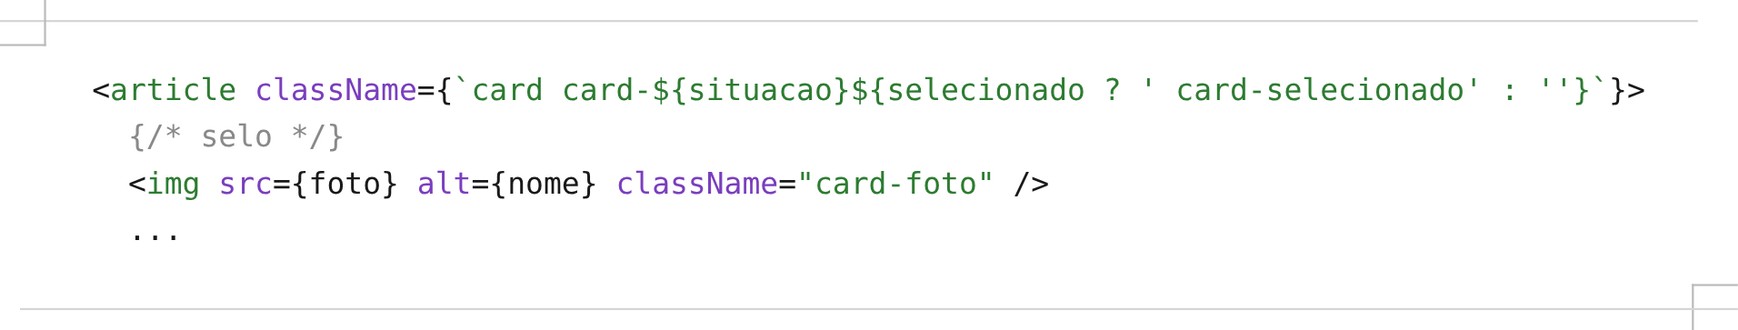 <article className={`card card-${situacao}${selecionado ? ' card-selecionado' : ''}`}>
{/* selo */}
<img src={foto} alt={nome} className="card-foto" />
...